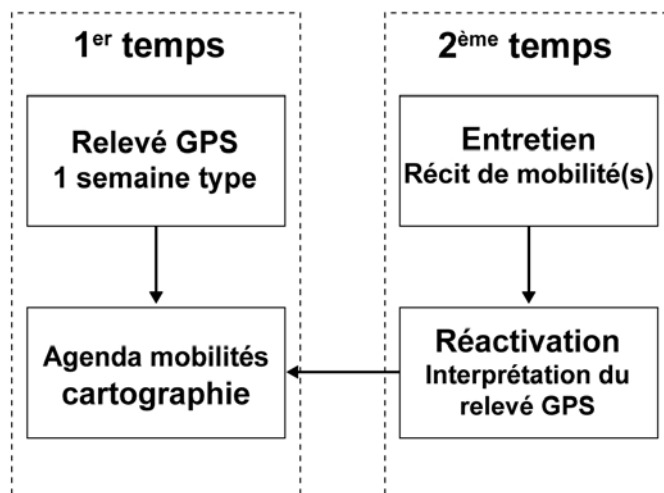 1er temps
Relevé GPS
1 semaine type
Agenda mobilités
cartographie
2ème temps
Entretien
Récit de mobilité(s)
Réactivation
Interprétation du
relevé GPS